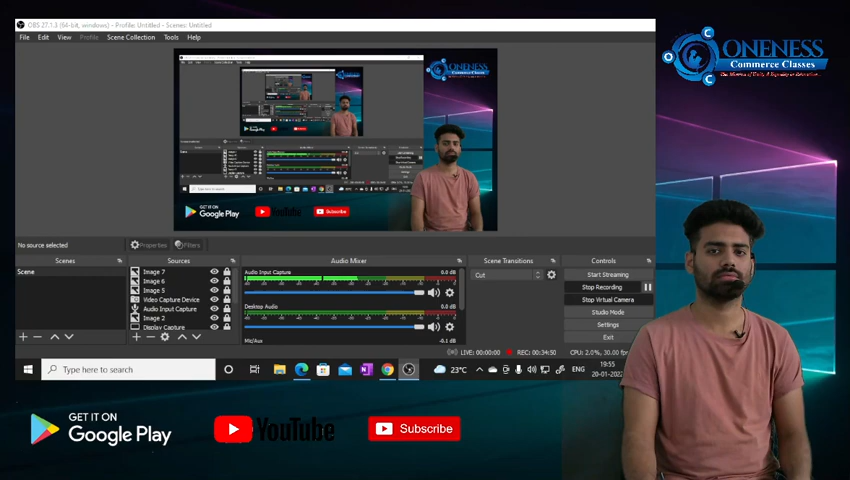 OBS 27.1.3 (64-bit, windows) - Profile: Untitled - Scenes: Untitled
File Edit View Profile Scene Collection Tools Help
ONENESS
Commerce Classes
GET IT ON
Google Play
YouTube
Subscribe
No source selected
Properties
Filters
Scenes
Sources
Audio Mixer
Scene Transitions
Controls
Scene
Image 7
Image 6
Image 5
Video Capture Device
Audio Input Capture
Image 2
Display Capture
Audio Input Capture 0.0 dB
Desktop Audio 0.0 dB
Mic/Aux -0.1 dB
Cut
Start Streaming
Stop Recording
Stop Virtual Camera
Studio Mode
Settings
Exit
LIVE: 00:00:00 REC: 00:34:50 CPU: 2.0%, 30.00 fps
Type here to search
23°C
ENG
19:55
GET IT ON
Google Play
YouTube
Subscribe